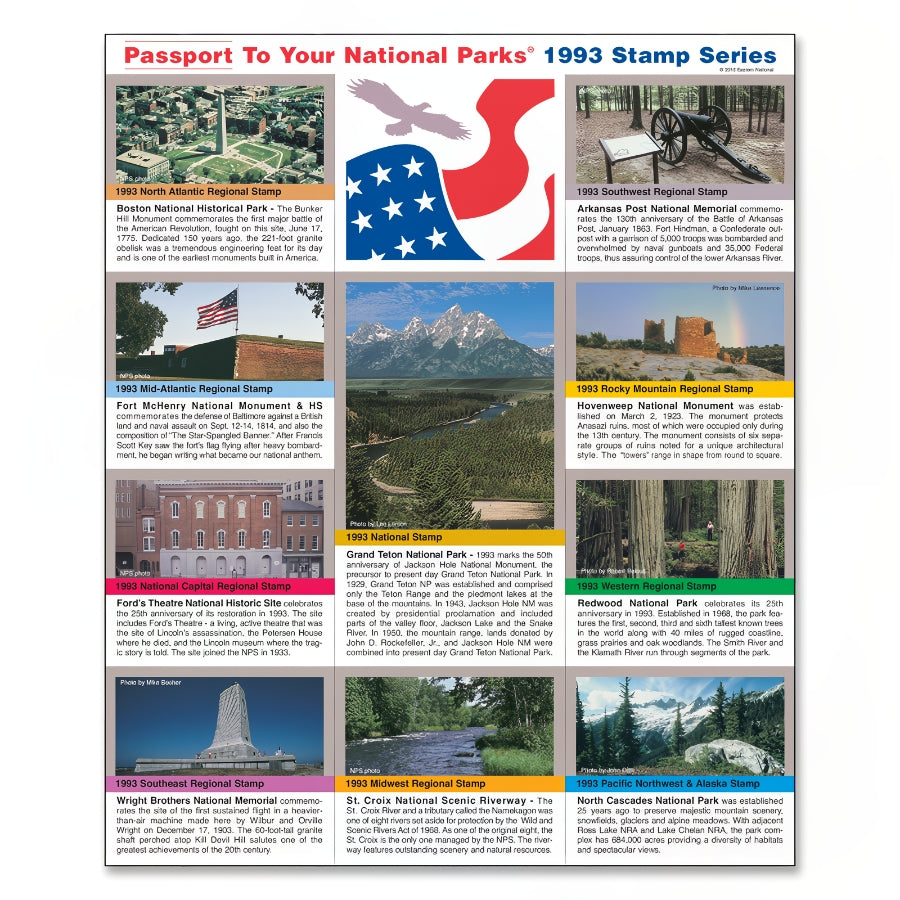 Passport To Your National Parks® 1993 Stamp Series
© 2015 Eastern National
NPS photo
1993 North Atlantic Regional Stamp
Boston National Historical Park - The Bunker
Hill Monument commemorates the first major battle of
the American Revolution, fought on this site, June 17,
1775. Dedicated 150 years ago, the 221-foot granite
obelisk was a tremendous engineering feat for its day
and is one of the earliest monuments built in America.
NPS photo
1993 Southwest Regional Stamp
Arkansas Post National Memorial commemo-
rates the 130th anniversary of the Battle of Arkansas
Post, January 1863. Fort Hindman, a Confederate out-
post with a garrison of 5,000 troops was bombarded and
overwhelmed by naval gunboats and 35,000 Federal
troops, thus assuring control of the lower Arkansas River.
NPS photo
1993 Mid-Atlantic Regional Stamp
Fort McHenry National Monument & HS
commemorates the defense of Baltimore against a British
land and naval assault on Sept. 12-14, 1814, and also the
composition of "The Star-Spangled Banner." After Francis
Scott Key saw the fort's flag flying after heavy bombard-
ment, he began writing what became our national anthem.
Photo by Lee Larson
1993 National Stamp
Grand Teton National Park - 1993 marks the 50th
anniversary of Jackson Hole National Monument, the
precursor to present day Grand Teton National Park. In
1929, Grand Teton NP was established and comprised
only the Teton Range and the piedmont lakes at the
base of the mountains. In 1943, Jackson Hole NM were
created by presidential proclamation and included
parts of the valley floor, Jackson Lake and the Snake
River. In 1950, the mountain range, lands donated by
John D. Rockefeller, Jr., and Jackson Hole NM were
combined into present day Grand Teton National Park.
Photo by Mike Lawrence
1993 Rocky Mountain Regional Stamp
Hovenweep National Monument was estab-
lished on March 2, 1923. The monument protects
Anasazi ruins, most of which were occupied only during
the 13th century. The monument consists of six sepa-
rate groups of ruins noted for a unique architectural
style. The "towers" range in shape from round to square.
NPS photo
1993 National Capital Regional Stamp
Ford's Theatre National Historic Site celebrates
the 25th anniversary of its restoration in 1993. The site
includes Ford's Theatre - a living, active theatre that was
the site of Lincoln's assassination, the Petersen House
where he died, and the Lincoln museum where the trag-
ic story is told. The site joined the NPS in 1933.
Photo by Robert
1993 Western Regional Stamp
Redwood National Park celebrates its 25th
anniversary in 1993. Established in 1968, the park fea-
tures the first, second, third and sixth tallest known trees
in the world along with 40 miles of rugged coastline,
grass prairies and oak woodlands. The Smith River and
the Klamath River run through segments of the park.
Photo by Mike Booher
1993 Southeast Regional Stamp
Wright Brothers National Memorial commemo-
rates the site of the first sustained flight in a heavier-
than-air machine made here by Wilbur and Orville
Wright on December 17, 1903. The 60-foot-tall granite
shaft perched atop Kill Devil Hill salutes one of the
greatest achievements of the 20th century.
NPS photo
1993 Midwest Regional Stamp
St. Croix National Scenic Riverway - The
St. Croix River and a tributary called the Namekagon was
one of eight rivers set aside for protection by the Wild and
Scenic Rivers Act of 1968. As one of the original eight, the
St. Croix is the only one managed by the NPS. The river-
way features outstanding scenery and natural resources.
Photo by John
1993 Pacific Northwest & Alaska Stamp
North Cascades National Park was established
25 years ago to preserve majestic mountain scenery,
snowfields, glaciers and alpine meadows. With adjacent
Ross Lake NRA and Lake Chelan NRA, the park com-
plex has 684,000 acres providing a diversity of habitats
and spectacular views.